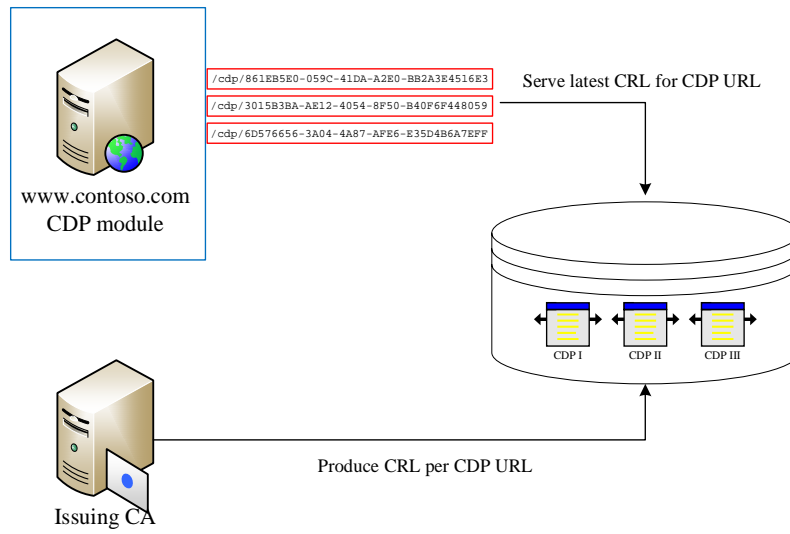 /cdp/861EB5E0-059C-41DA-A2E0-BB2A3E4516E3
/cdp/3015B3BA-AE12-4054-8F50-B40F6F448059
/cdp/6D576656-3A04-4A87-AFE6-E35D4B6A7EFF
Serve latest CRL for CDP URL
www.contoso.com
CDP module
CDP I
CDP II
CDP III
Produce CRL per CDP URL
Issuing CA